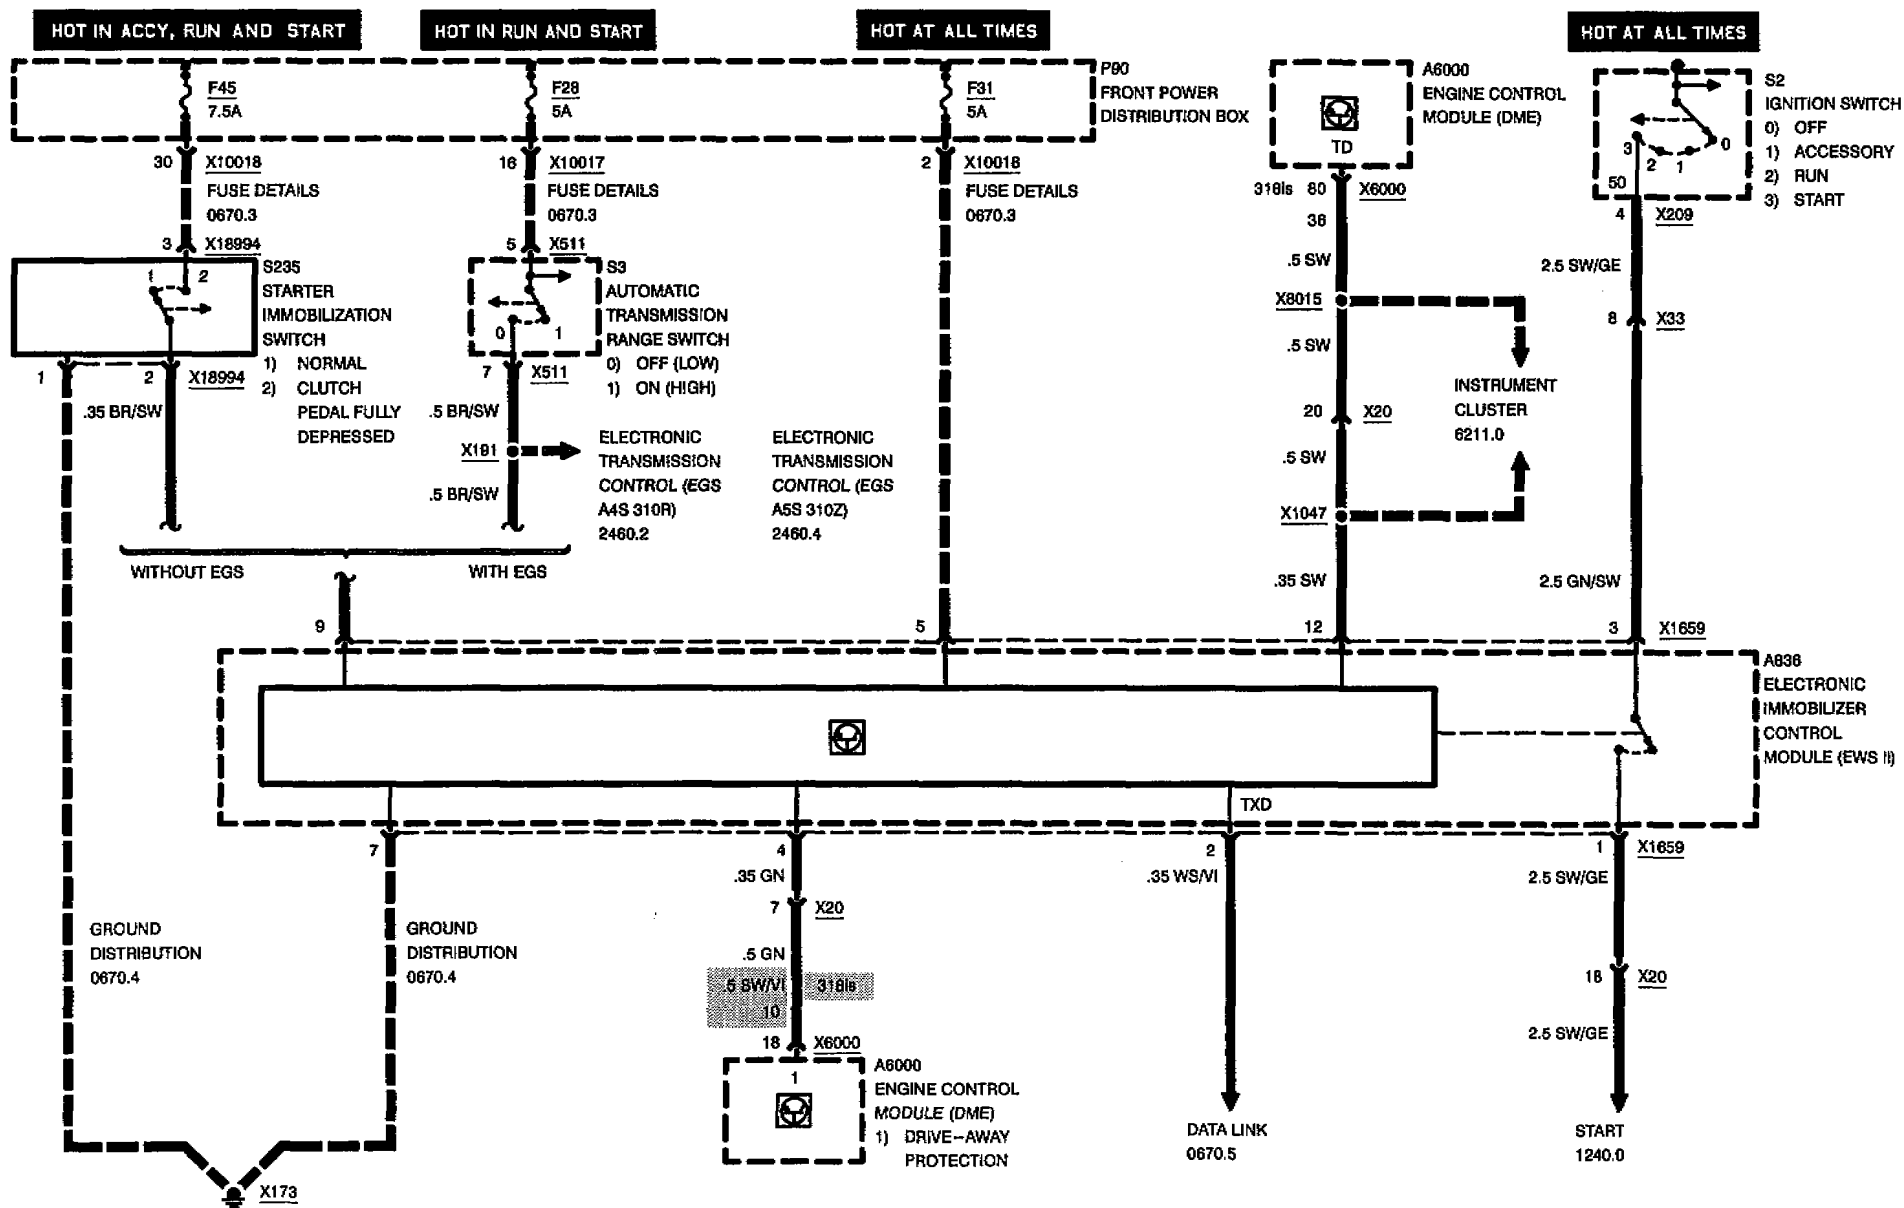 HOT IN ACCY, RUN AND START
HOT IN RUN AND START
HOT AT ALL TIMES
HOT AT ALL TIMES
F45
7.5A
F28
5A
F31
5A
P90
FRONT POWER
DISTRIBUTION BOX
TD
A6000
ENGINE CONTROL
MODULE (DME)
3
2
1
0
50
S2
IGNITION SWITCH
0) OFF
1) ACCESSORY
2) RUN
3) START
30
X10018
FUSE DETAILS
0670.3
16
X10017
FUSE DETAILS
0670.3
2
X10018
FUSE DETAILS
0670.3
318is 80
X6000
38
4
X209
3
X18994
5
X511
.5 SW
2.5 SW/GE
1
2
S235
STARTER
IMMOBILIZATION
SWITCH
1) NORMAL
2) CLUTCH
PEDAL FULLY
DEPRESSED
0
1
S3
AUTOMATIC
TRANSMISSION
RANGE SWITCH
0) OFF (LOW)
1) ON (HIGH)
X8015
8
X33
.5 SW
1
2
X18994
7
X511
INSTRUMENT
CLUSTER
6211.0
.35 BR/SW
.5 BR/SW
20
X20
X191
ELECTRONIC
TRANSMISSION
CONTROL (EGS
A4S 310R)
2460.2
ELECTRONIC
TRANSMISSION
CONTROL (EGS
A5S 310Z)
2460.4
.5 SW
.5 BR/SW
X1047
WITHOUT EGS
WITH EGS
.35 SW
2.5 GN/SW
9
5
12
3
X1659
A836
ELECTRONIC
IMMOBILIZER
CONTROL
MODULE (EWS II)
TXD
7
4
2
1
X1659
.35 GN
.35 WS/VI
2.5 SW/GE
7
X20
GROUND
DISTRIBUTION
0670.4
GROUND
DISTRIBUTION
0670.4
.5 GN
.5 SW/VI
318is
10
18
X20
18
X6000
2.5 SW/GE
1
A6000
ENGINE CONTROL
MODULE (DME)
1) DRIVE-AWAY
PROTECTION
DATA LINK
0670.5
START
1240.0
X173